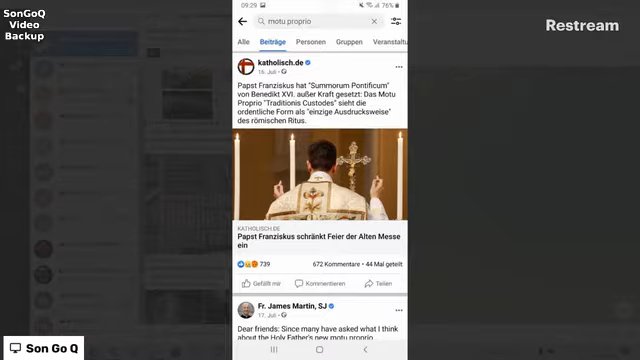 SonGoQ
Video
Backup
Restream
09:29
76%
motu proprio
Alle Beiträge Personen Gruppen Veranstaltu
katholisch.de
16. Juli
Papst Franziskus hat "Summorum Pontificum"
von Benedikt XVI. außer Kraft gesetzt: Das Motu
Proprio "Traditionis Custodes" sieht die
ordentliche Form als "einzige Ausdrucksweise"
des römischen Ritus.
KATHOLISCH.DE
Papst Franziskus schränkt Feier der Alten Messe
ein
739 672 Kommentare • 44 Mal geteilt
Gefällt mir Kommentieren Teilen
Fr. James Martin, SJ
17. Juli
Dear friends: Since many have asked what I think
about the Holy Father's new motu proprio
Son Go Q